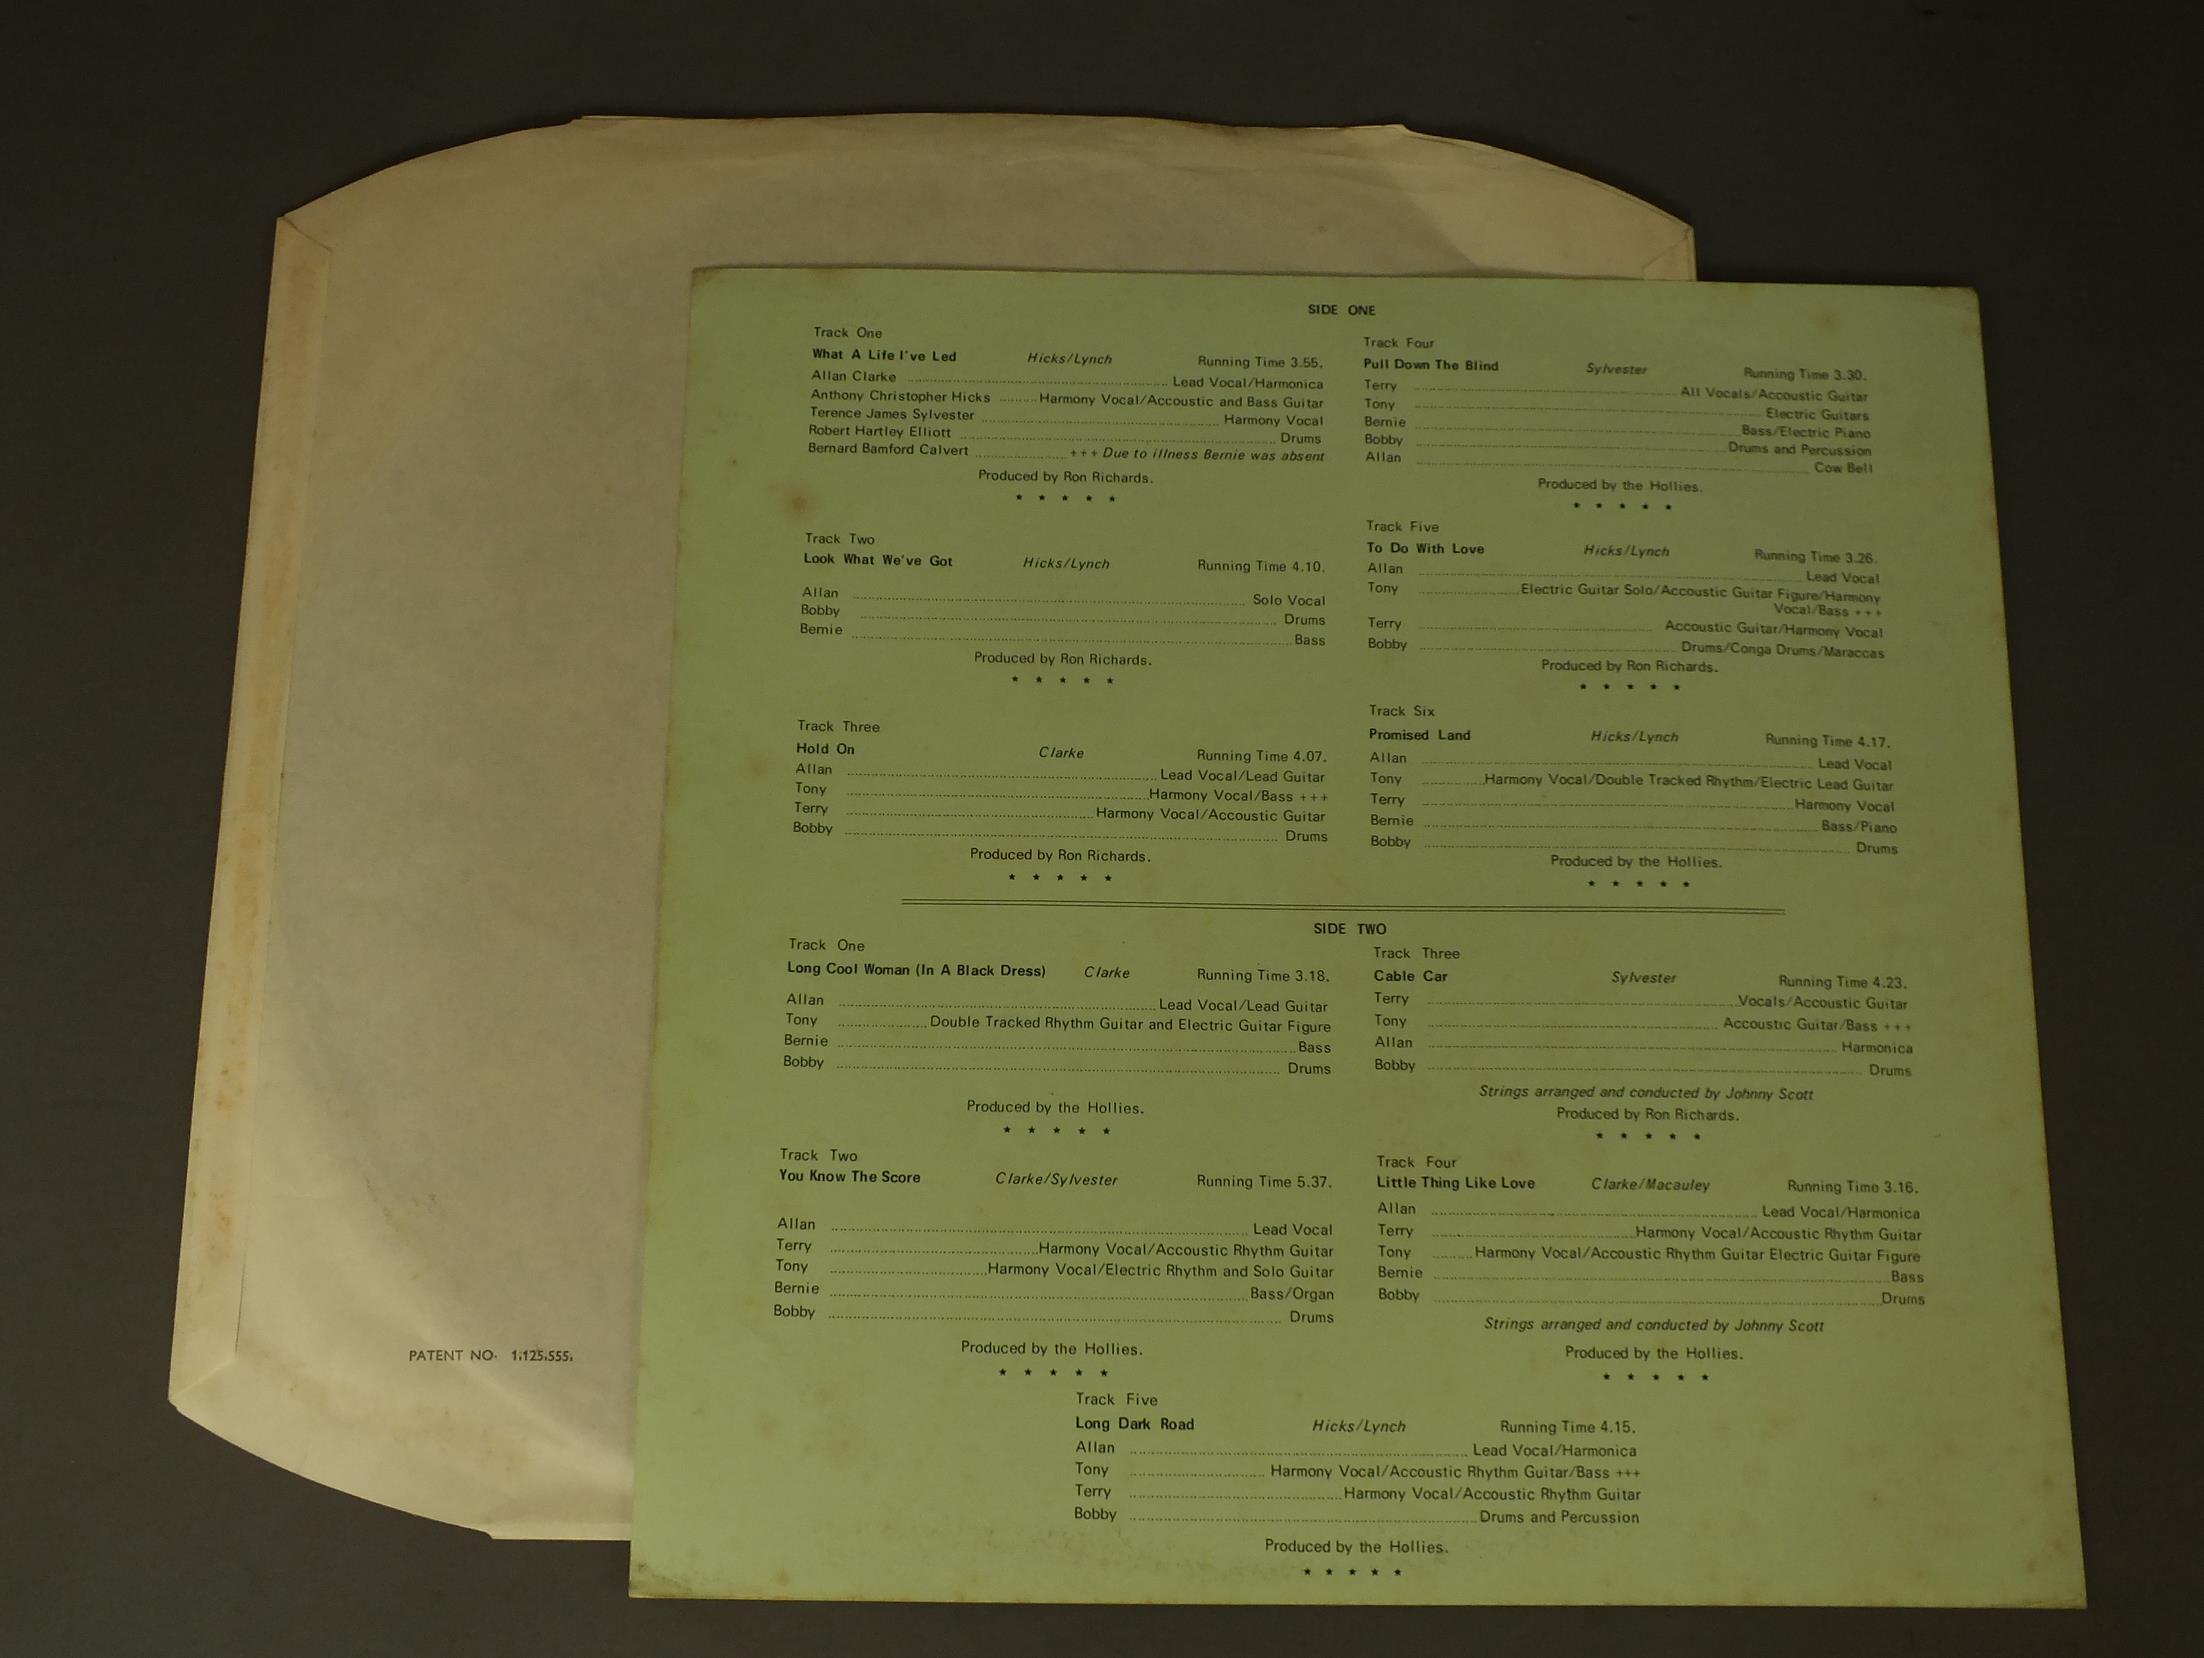 SIDE ONE
Track One
What A Life I've Led Hicks/Lynch Running Time 3.55.
Allan Clarke ........ Lead Vocal/Harmonica
Anthony Christopher Hicks ........ Harmony Vocal/Accoustic and Bass Guitar
Terence James Sylvester ........ Harmony Vocal
Robert Hartley Elliott ........ Drums
Bernard Bamford Calvert ........ +++ Due to illness Bernie was absent
Produced by Ron Richards.
★ ★ ★ ★ ★
Track Two
Look What We've Got Hicks/Lynch Running Time 4.10.
Allan ........ Solo Vocal
Bobby ........ Drums
Bernie ........ Bass
Produced by Ron Richards.
★ ★ ★ ★ ★
Track Three
Hold On Clarke Running Time 4.07.
Allan ........ Lead Vocal/Lead Guitar
Tony ........ Harmony Vocal/Bass +++
Terry ........ Harmony Vocal/Accoustic Guitar
Bobby ........ Drums
Produced by Ron Richards.
★ ★ ★ ★ ★
Track Four
Pull Down The Blind Sylvester Running Time 3.30.
Terry ........ All Vocals/Accoustic Guitar
Tony ........ Electric Guitars
Bernie ........ Bass/Electric Piano
Bobby ........ Drums and Percussion
Allan ........ Cow Bell
Produced by the Hollies.
★ ★ ★ ★ ★
Track Five
To Do With Love Hicks/Lynch Running Time 3.26.
Allan ........ Lead Vocal
Tony ........ Electric Guitar Solo/Accoustic Guitar Figure/Harmony
Vocal/Bass +++
Terry ........ Accoustic Guitar/Harmony Vocal
Bobby ........ Drums/Conga Drums/Maraccas
Produced by Ron Richards.
★ ★ ★ ★ ★
Track Six
Promised Land Hicks/Lynch Running Time 4.17.
Allan ........ Lead Vocal
Tony ........ Harmony Vocal/Double Tracked Rhythm/Electric Lead Guitar
Terry ........ Harmony Vocal
Bernie ........ Bass/Piano
Bobby ........ Drums
Produced by the Hollies.
★ ★ ★ ★ ★
SIDE TWO
Track One
Long Cool Woman (In A Black Dress) Clarke Running Time 3.18.
Allan ........ Lead Vocal/Lead Guitar
Tony ........ Double Tracked Rhythm Guitar and Electric Guitar Figure
Bernie ........ Bass
Bobby ........ Drums
Produced by the Hollies.
★ ★ ★ ★ ★
Track Two
You Know The Score Clarke/Sylvester Running Time 5.37.
Allan ........ Lead Vocal
Terry ........ Harmony Vocal/Accoustic Rhythm Guitar
Tony ........ Harmony Vocal/Electric Rhythm and Solo Guitar
Bernie ........ Bass/Organ
Bobby ........ Drums
Produced by the Hollies.
★ ★ ★ ★ ★
Track Three
Cable Car Sylvester Running Time 4.23.
Terry ........ Vocals/Accoustic Guitar
Tony ........ Accoustic Guitar/Bass +++
Allan ........ Harmonica
Bobby ........ Drums
Strings arranged and conducted by Johnny Scott
Produced by Ron Richards.
★ ★ ★ ★ ★
Track Four
Little Thing Like Love Clarke/Macauley Running Time 3.16.
Allan ........ Lead Vocal/Harmonica
Terry ........ Harmony Vocal/Accoustic Rhythm Guitar
Tony ........ Harmony Vocal/Accoustic Rhythm Guitar Electric Guitar Figure
Bernie ........ Bass
Bobby ........ Drums
Strings arranged and conducted by Johnny Scott
Produced by the Hollies.
★ ★ ★ ★ ★
Track Five
Long Dark Road Hicks/Lynch Running Time 4.15.
Allan ........ Lead Vocal/Harmonica
Tony ........ Harmony Vocal/Accoustic Rhythm Guitar/Bass +++
Terry ........ Harmony Vocal/Accoustic Rhythm Guitar
Bobby ........ Drums and Percussion
Produced by the Hollies.
★ ★ ★ ★ ★
PATENT NO. 1,125,555.